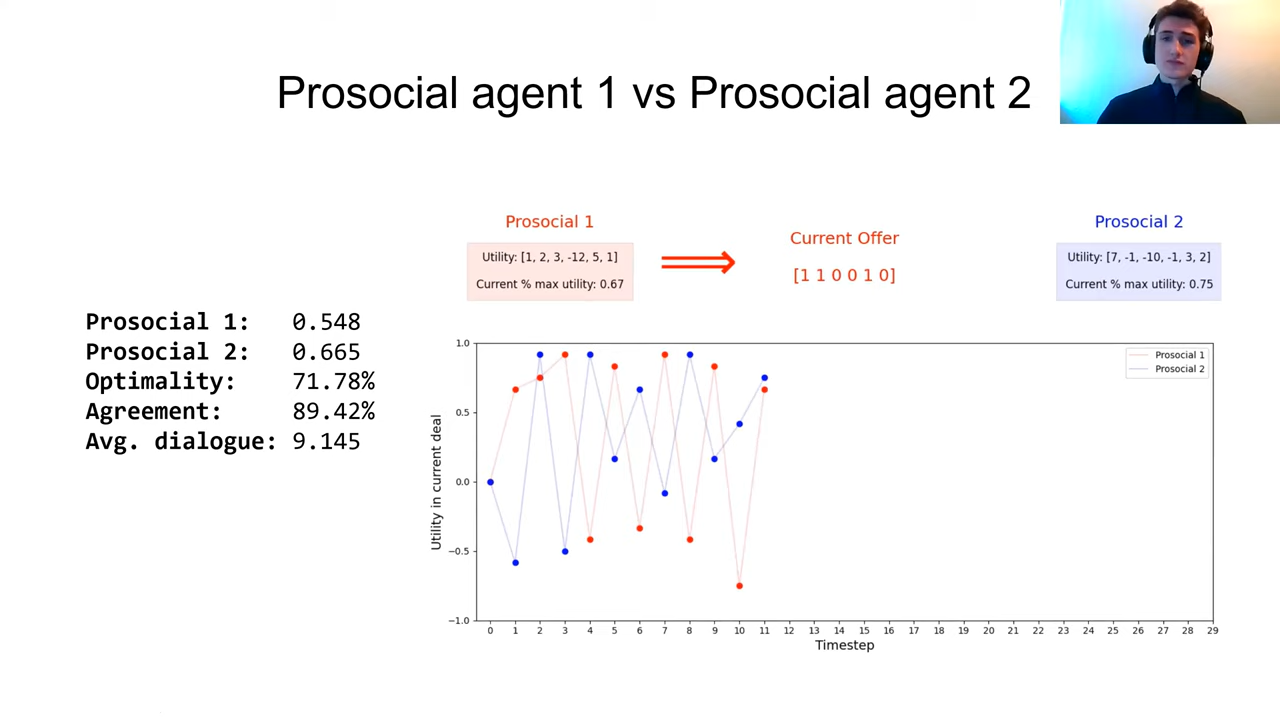 Prosocial agent 1 vs Prosocial agent 2
Prosocial 1: 0.548
Prosocial 2: 0.665
Optimality: 71.78%
Agreement: 89.42%
Avg. dialogue: 9.145
Prosocial 1
Utility: [1, 2, 3, -12, 5, 1]
Current % max utility: 0.67
Current Offer
[1 1 0 0 1 0]
Prosocial 2
Utility: [7, -1, -10, -1, 3, 2]
Current % max utility: 0.75
Prosocial 1
Prosocial 2
Utility in current deal
1.0
0.5
0.0
−0.5
−1.0
0 1 2 3 4 5 6 7 8 9 10 11 12 13 14 15 16 17 18 19 20 21 22 23 24 25 26 27 28 29
Timestep